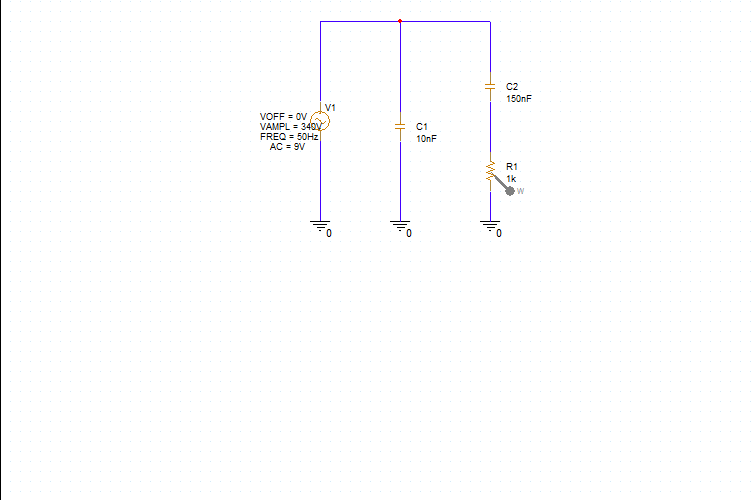 V1
VOFF = 0V
VAMPL = 340V
FREQ = 50Hz
AC = 9V
0
C1
10nF
0
C2
150nF
R1
1k
W
0